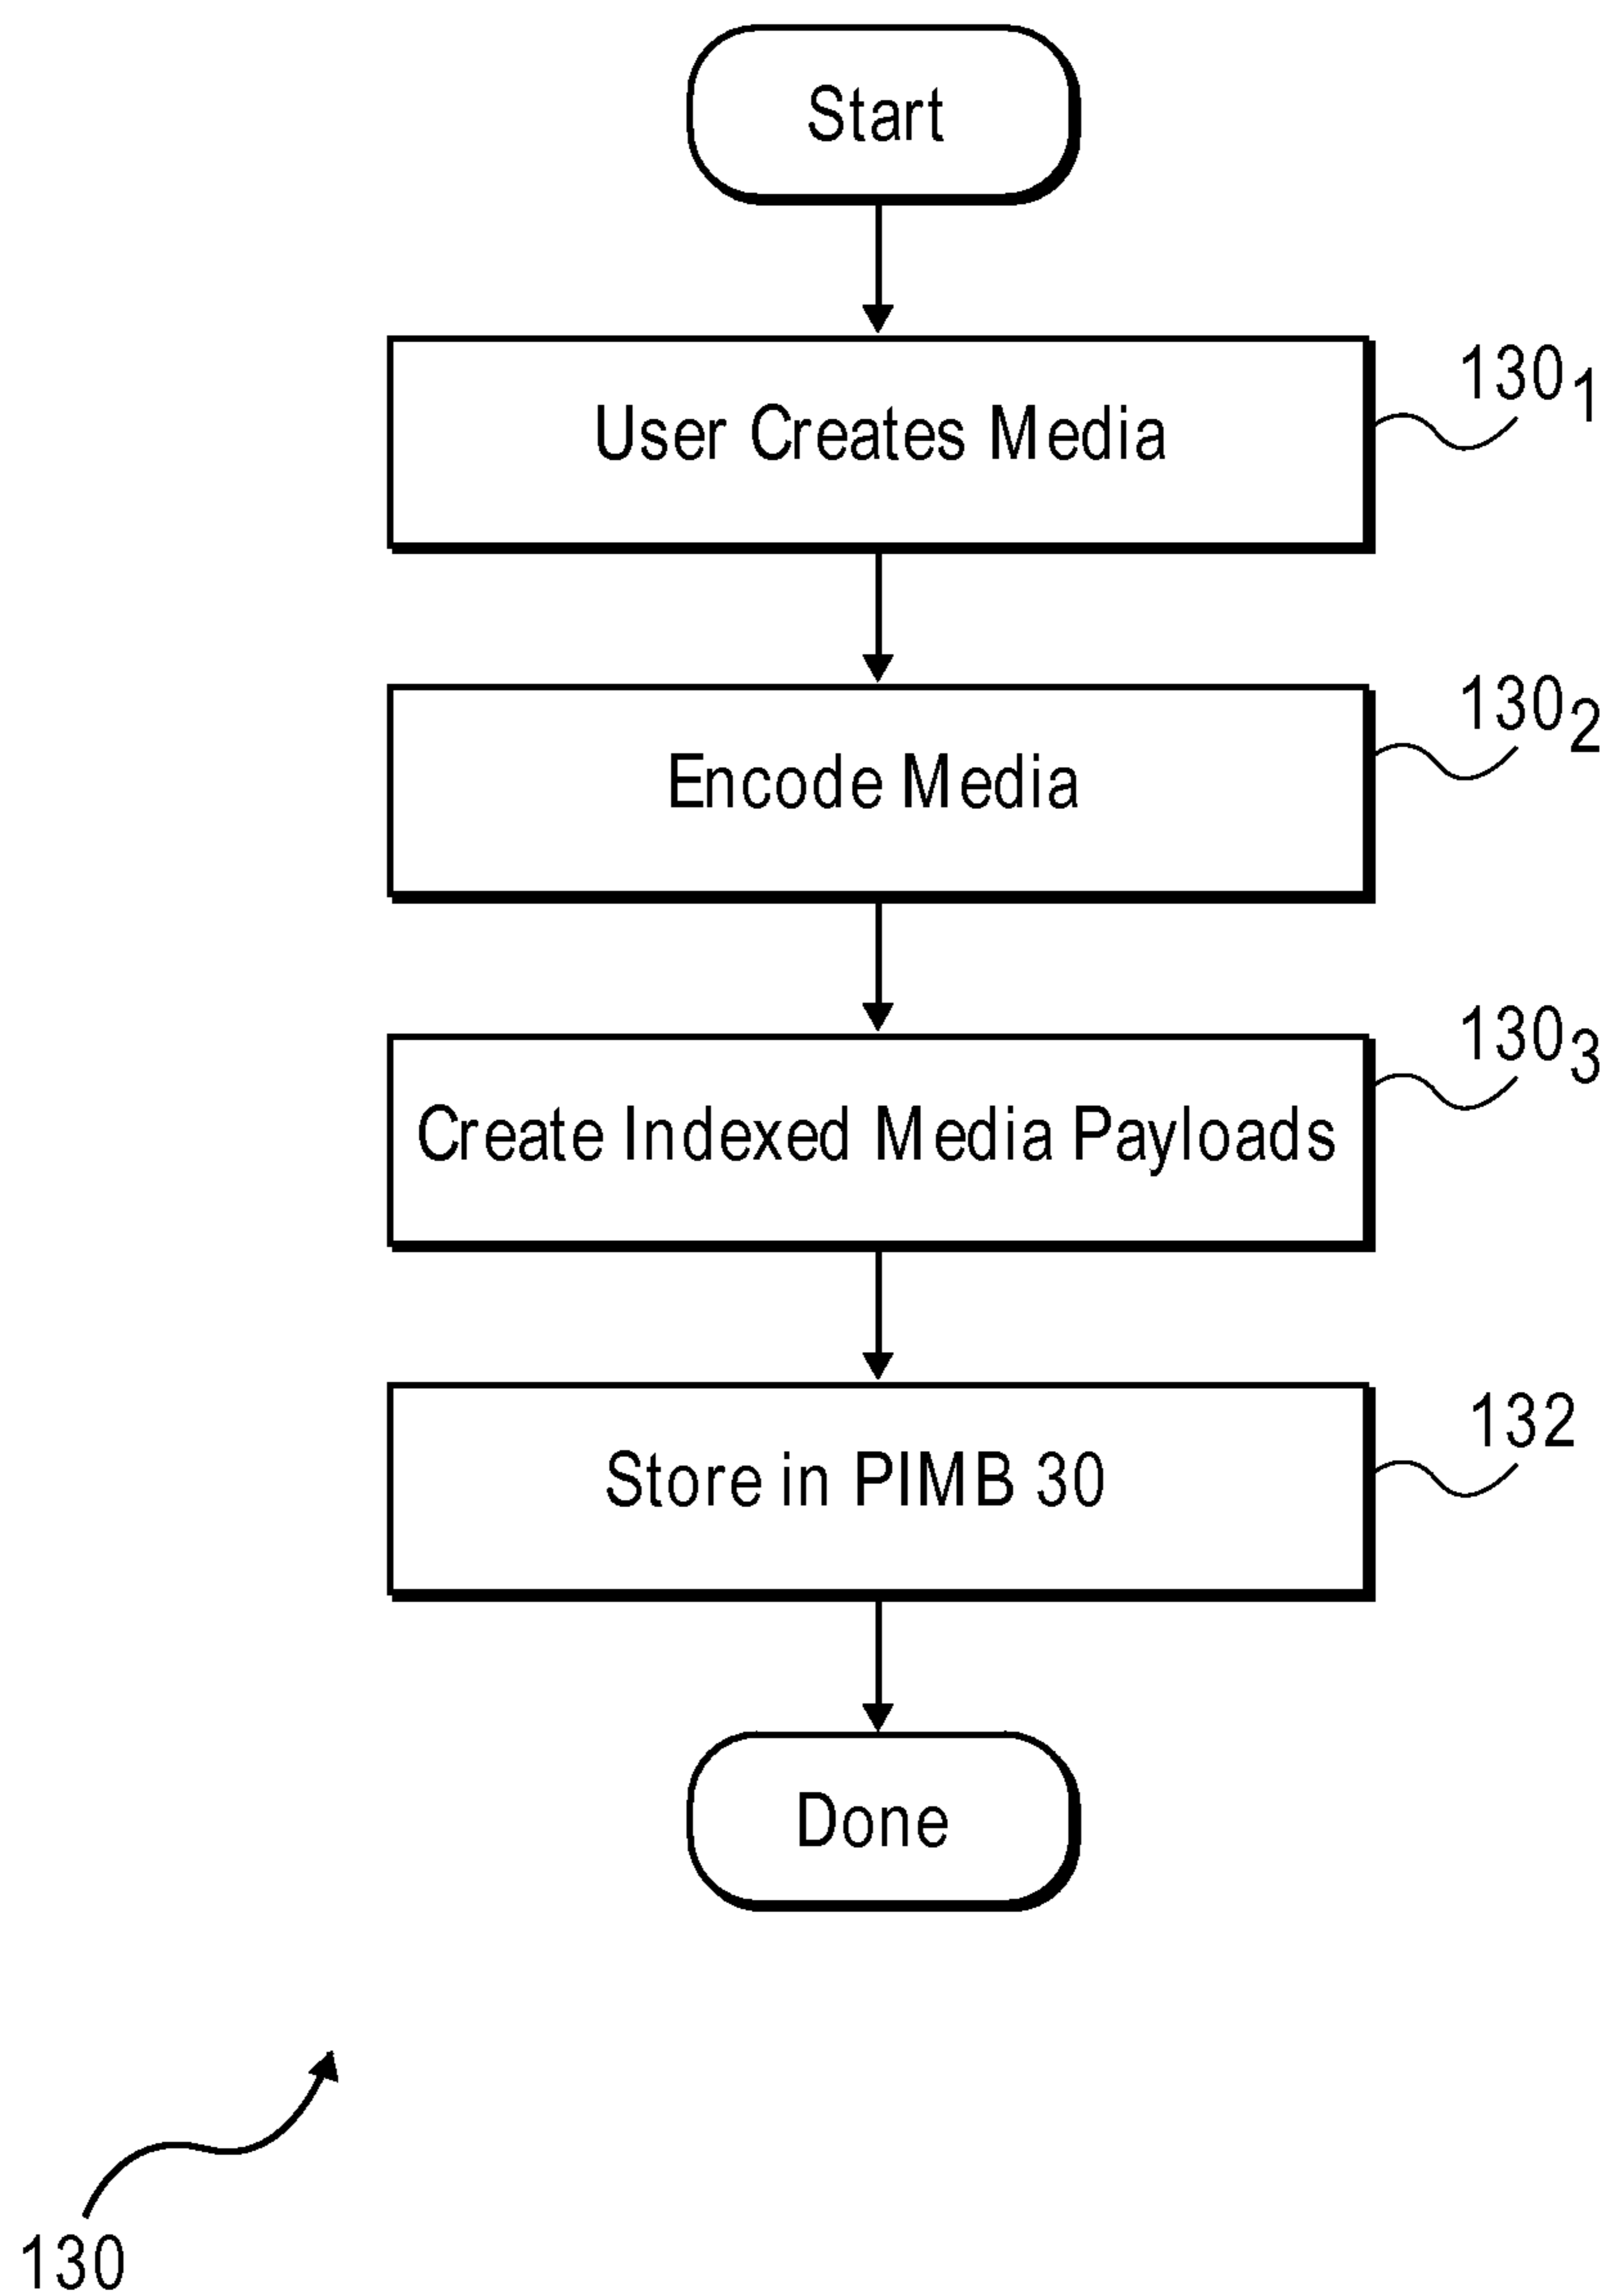 Start
User Creates Media
130₁
Encode Media
130₂
Create Indexed Media Payloads
130₃
Store in PIMB 30
132
Done
130